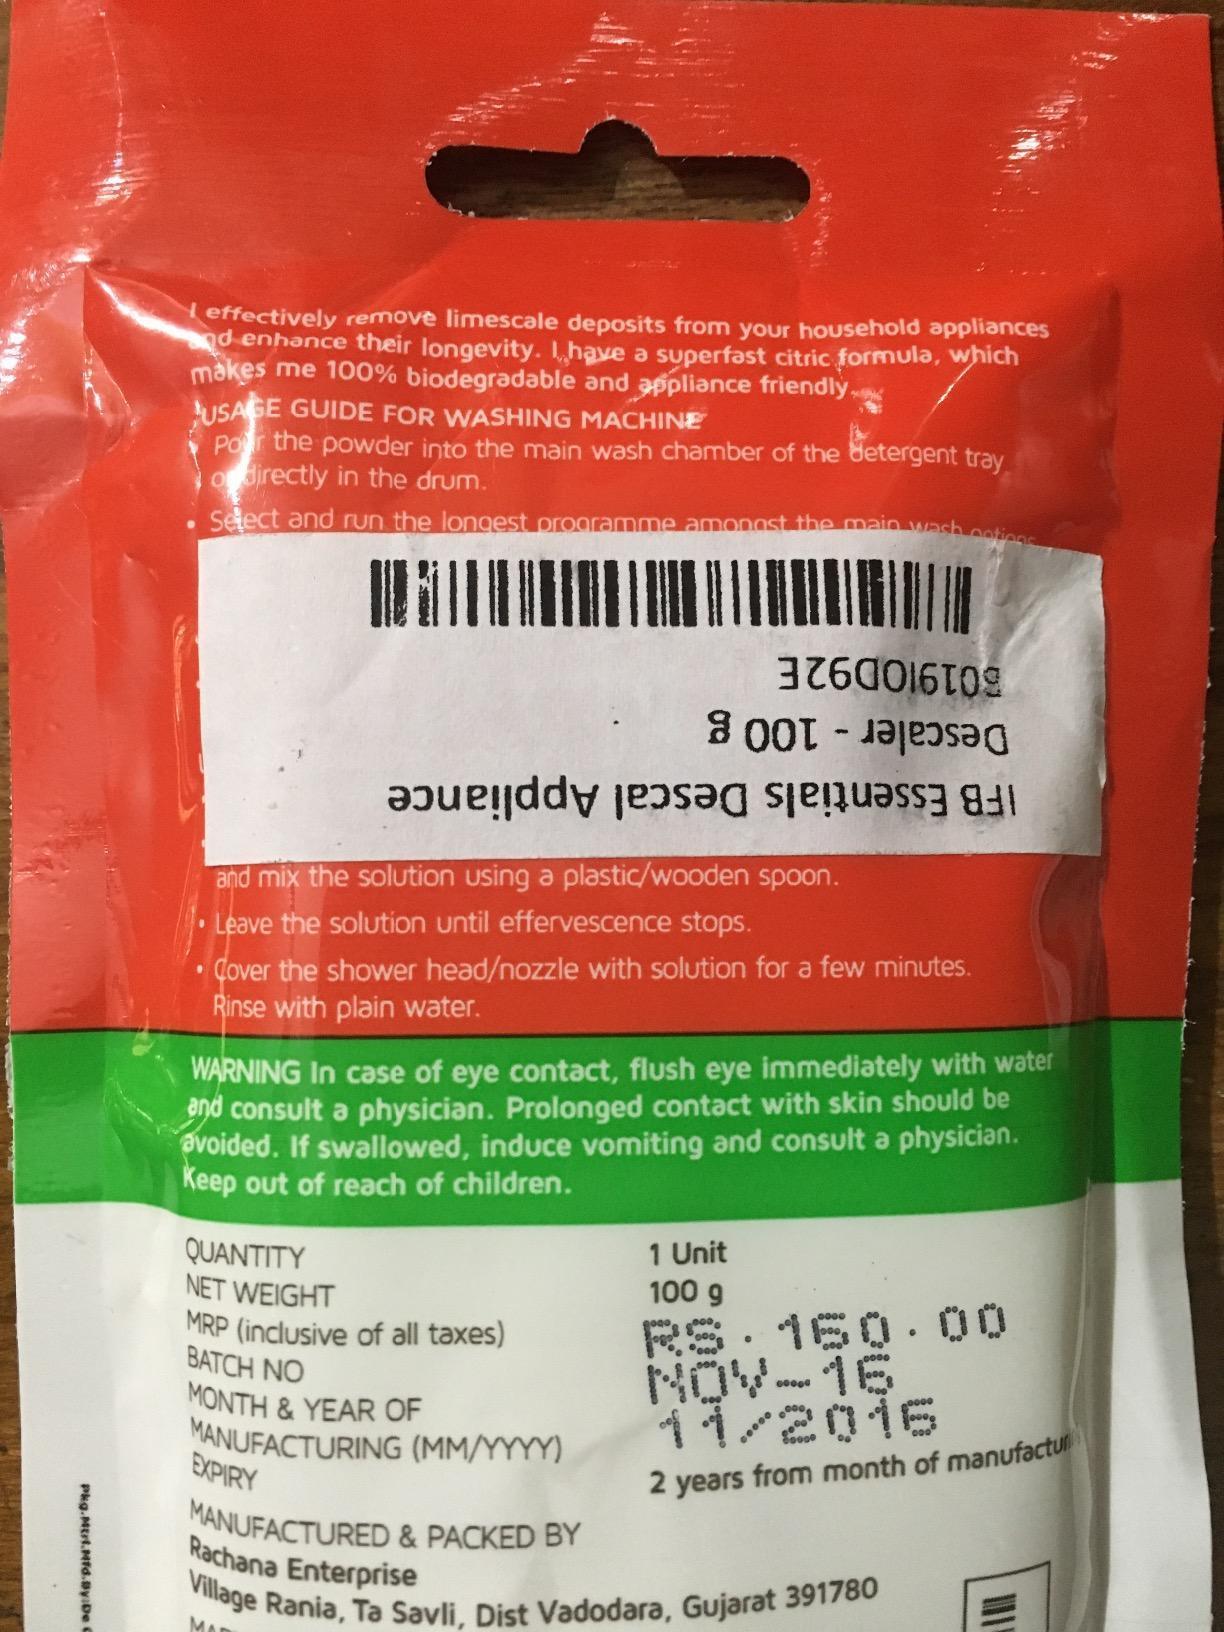 I effectively remove limescale deposits from your household appliances
and enhance their longevity. I have a superfast citric formula, which
makes me 100% biodegradable and appliance friendly.
USAGE GUIDE FOR WASHING MACHINE
Pour the powder into the main wash chamber of the detergent tray
or directly in the drum.
• Select and run the longest programme amongst the main wash options
IFB Essentials Descal Appliance
Descaler - 100 g
and mix the solution using a plastic/wooden spoon.
• Leave the solution until effervescence stops.
• Cover the shower head/nozzle with solution for a few minutes.
Rinse with plain water.
WARNING In case of eye contact, flush eye immediately with water
and consult a physician. Prolonged contact with skin should be
avoided. If swallowed, induce vomiting and consult a physician.
Keep out of reach of children.
QUANTITY 1 Unit
NET WEIGHT 100 g
MRP (inclusive of all taxes) RS. 160.00
BATCH NO NOV-16
MONTH & YEAR OF 11/2016
MANUFACTURING (MM/YYYY)
EXPIRY 2 years from month of manufacturing
MANUFACTURED & PACKED BY
Rachana Enterprise
Village Rania, Ta Savli, Dist Vadodara, Gujarat 391780